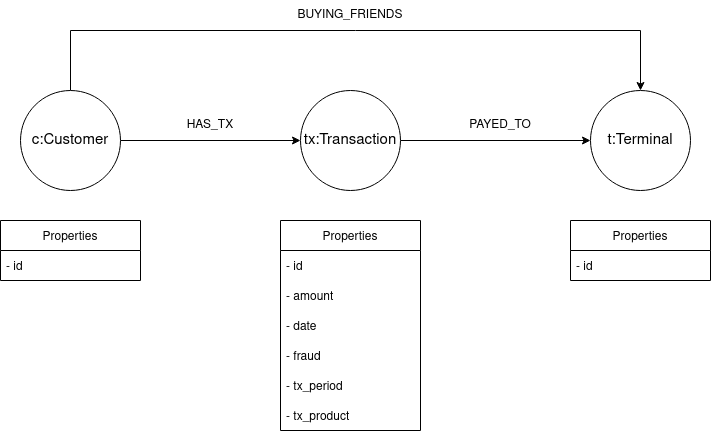 BUYING_FRIENDS
HAS_TX
PAYED_TO
c:Customer
tx:Transaction
t:Terminal
Properties
- id
Properties
- id
- amount
- date
- fraud
- tx_period
- tx_product
Properties
- id